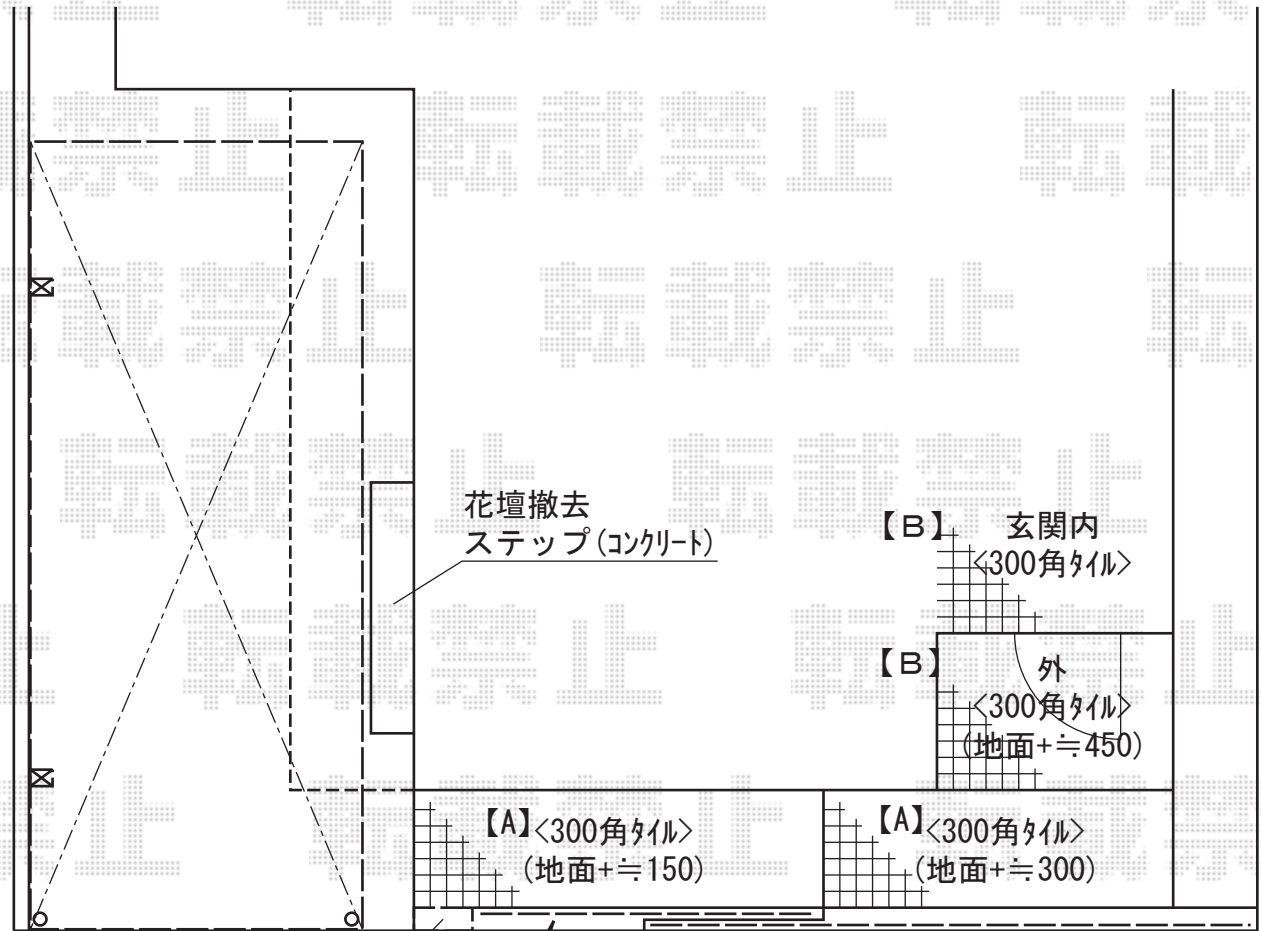 転載禁止
花壇撤去
ステップ(コンクリート)
【B】
玄関内
<300角タイル>
【B】
外
<300角タイル>
(地面+≒450)
【A】<300角タイル>
(地面+≒150)
【A】<300角タイル>
(地面+≒300)